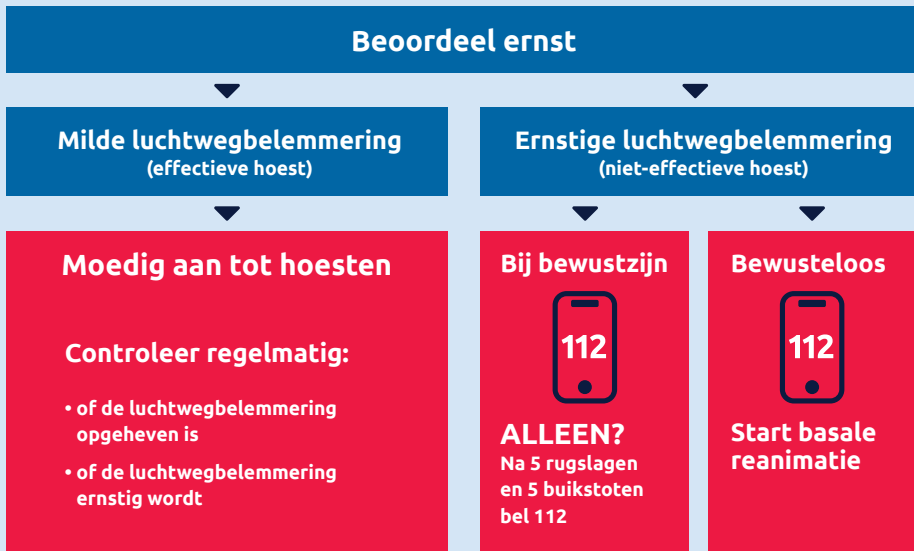 Beoordeel ernst
Milde luchtwegbelemmering
(effectieve hoest)
Ernstige luchtwegbelemmering
(niet-effectieve hoest)
Moedig aan tot hoesten
Controleer regelmatig:
• of de luchtwegbelemmering
opgeheven is
• of de luchtwegbelemmering
ernstig wordt
Bij bewustzijn
112
ALLEEN?
Na 5 rugslagen
en 5 buikstoten
bel 112
Bewusteloos
112
Start basale
reanimatie